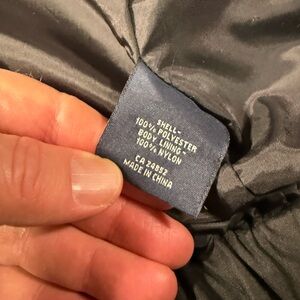 SHELL-
100% POLYESTER
BODY LINING-
100% NYLON
CA 24852
MADE IN CHINA